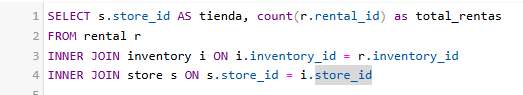 1 SELECT s.store_id AS tienda, count(r.rental_id) as total_rentas
2 FROM rental r
3 INNER JOIN inventory i ON i.inventory_id = r.inventory_id
4 INNER JOIN store s ON s.store_id = i.store_id